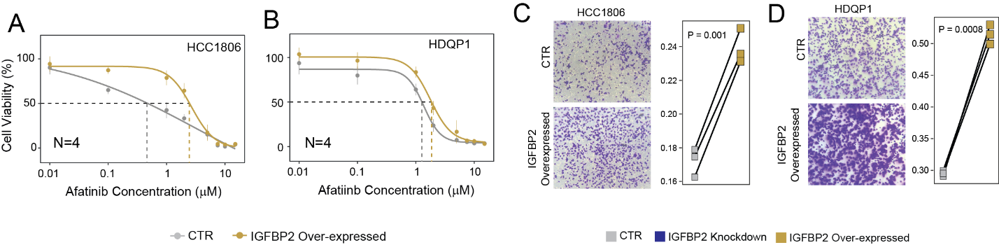 A
HCC1806
Cell Viability (%)
100
50
0
N=4
0.01
0.1
1
10
Afatinib Concentration (μM)
B
HDQP1
100
50
0
N=4
0.01
0.1
1
10
Afatiinb Concentration (μM)
CTR
IGFBP2 Over-expressed
C
HCC1806
CTR
IGFBP2
Overexpressed
P = 0.001
0.24
0.22
0.20
0.18
0.16
D
HDQP1
CTR
IGFBP2
Overexpressed
P = 0.0008
0.50
0.45
0.40
0.35
0.30
CTR
IGFBP2 Knockdown
IGFBP2 Over-expressed